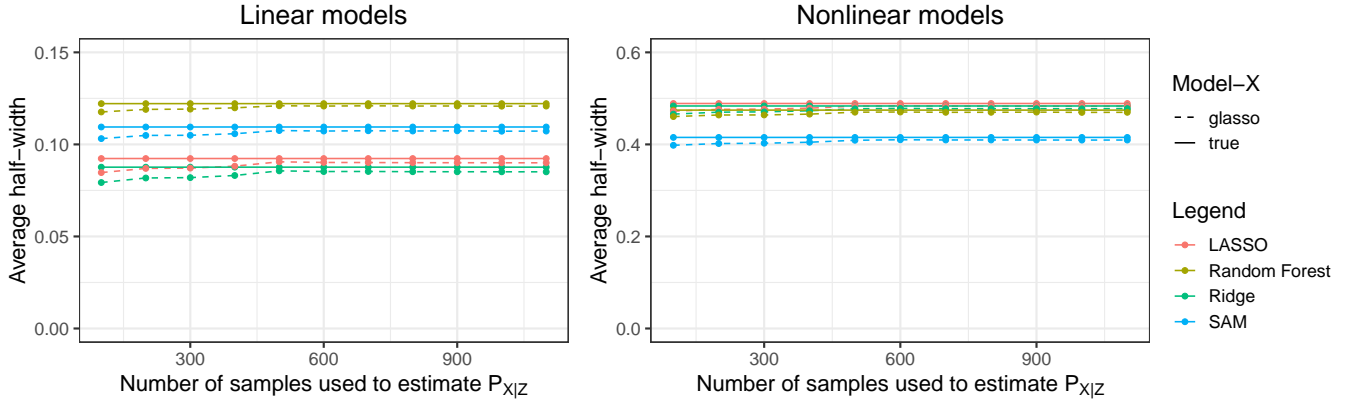 Linear models
Average half−width
0.15
0.10
0.05
0.00
300
600
900
Number of samples used to estimate P_X|Z
Nonlinear models
Average half−width
0.6
0.4
0.2
0.0
300
600
900
Number of samples used to estimate P_X|Z
Model−X
glasso
true
Legend
LASSO
Random Forest
Ridge
SAM